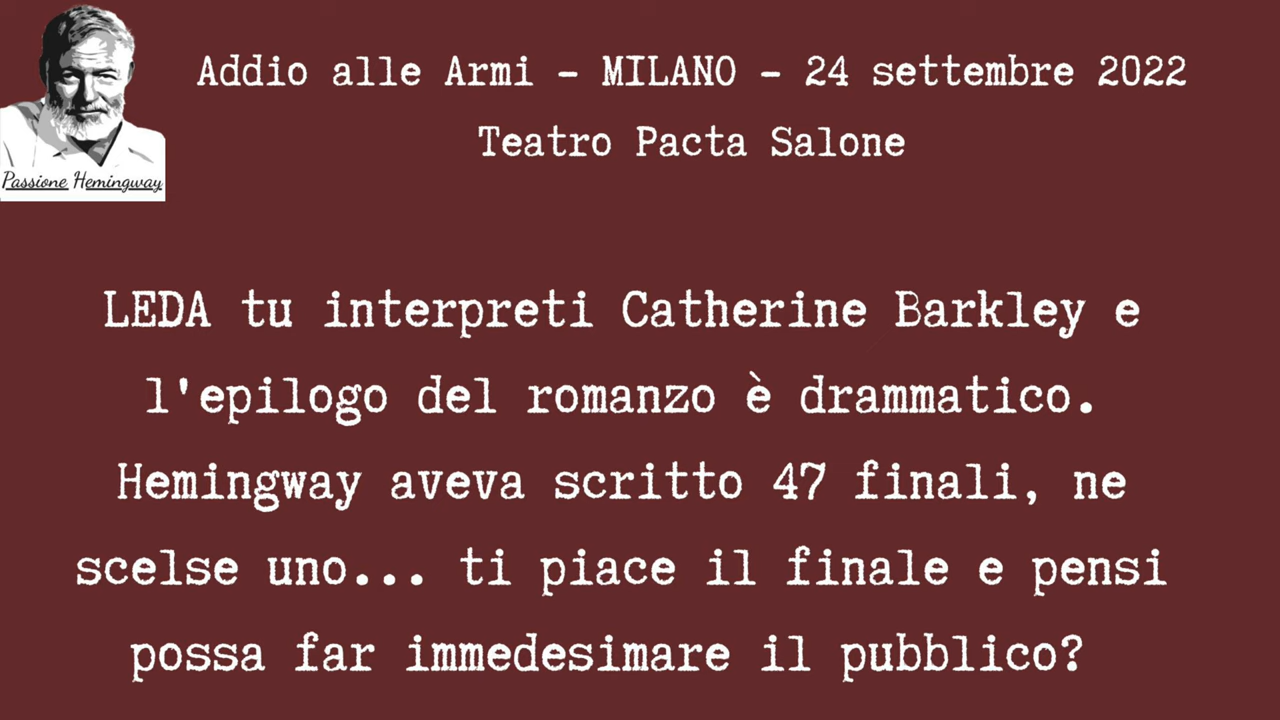 Addio alle Armi - MILANO - 24 settembre 2022
Teatro Pacta Salone
Passione Hemingway
LEDA tu interpreti Catherine Barkley e
l'epilogo del romanzo è drammatico.
Hemingway aveva scritto 47 finali, ne
scelse uno... ti piace il finale e pensi
possa far immedesimare il pubblico?